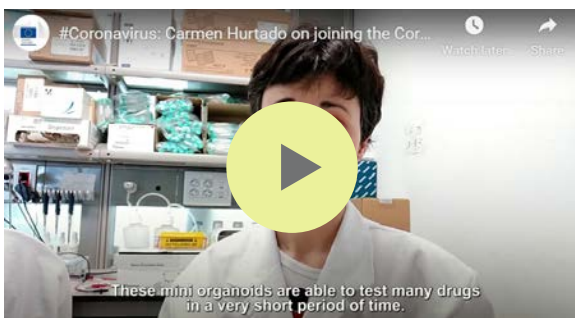 #Coronavirus: Carmen Hurtado on joining the Cor...
Watch later
Share
These mini organoids are able to test many drugs
in a very short period of time.